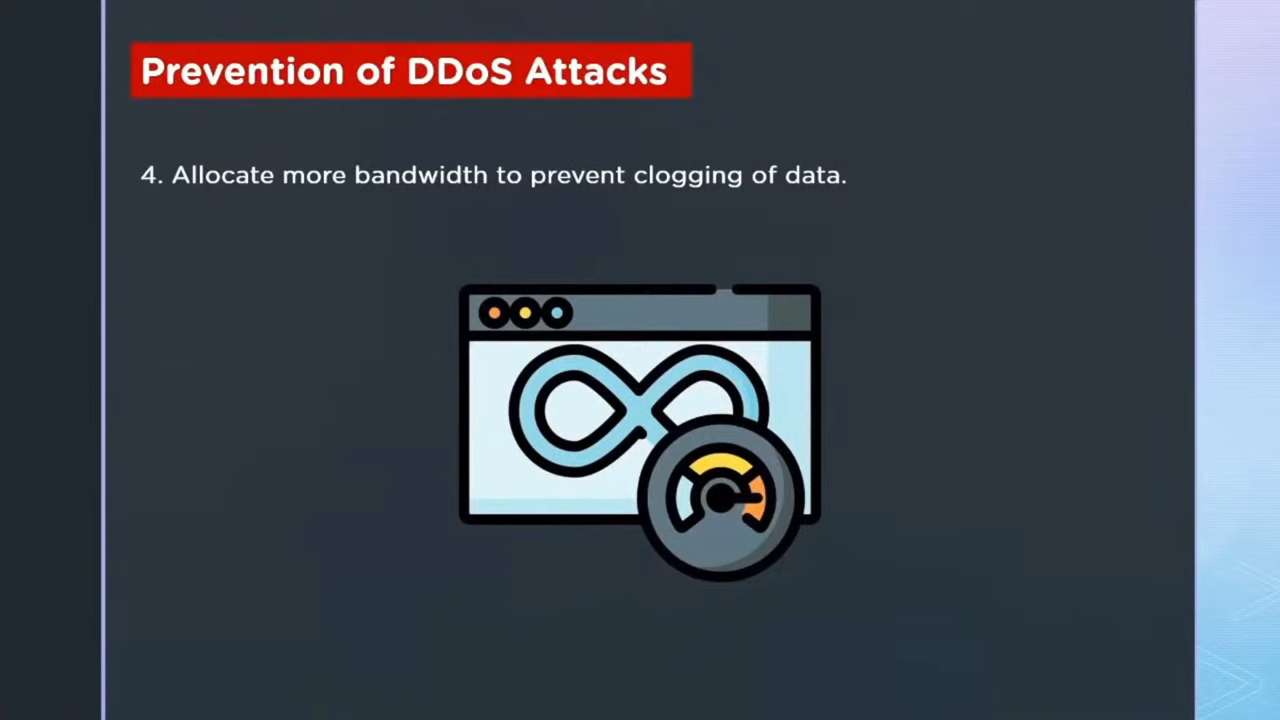 Prevention of DDoS Attacks
4. Allocate more bandwidth to prevent clogging of data.